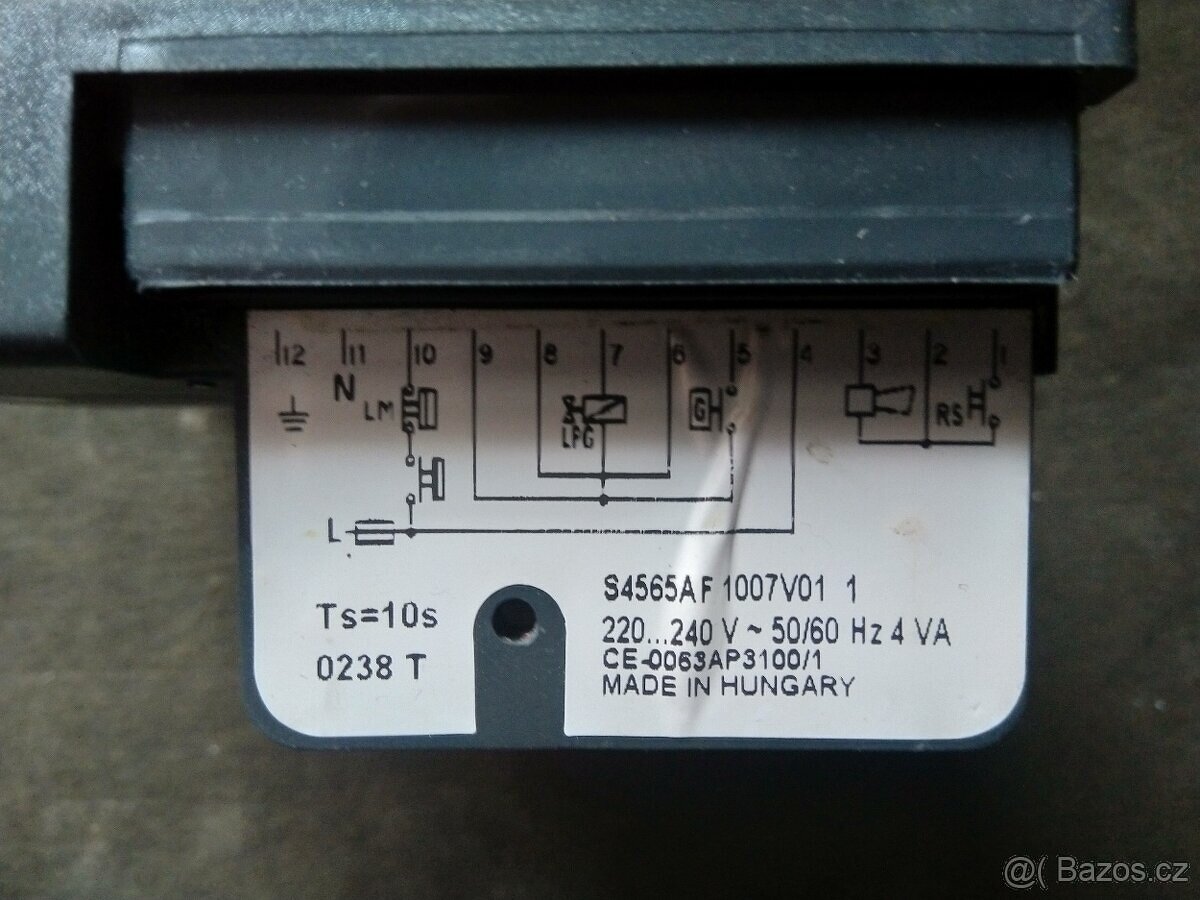 12 11 10 9 8 7 6 5 4 3 2 1
N LM LPG G RS
L
Ts=10s
0238 T
S4565AF 1007V01 1
220...240 V ~ 50/60 Hz 4 VA
CE-0063AP3100/1
MADE IN HUNGARY
@( Bazos.cz